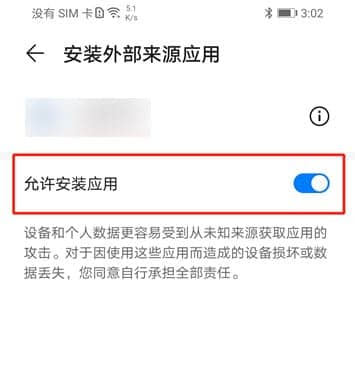 没有 SIM 卡 5.1 K/s 3:02
安装外部来源应用
允许安装应用
设备和个人数据更容易受到从未知来源获取应用的
攻击。对于因使用这些应用而造成的设备损坏或数
据丢失，您同意自行承担全部责任。